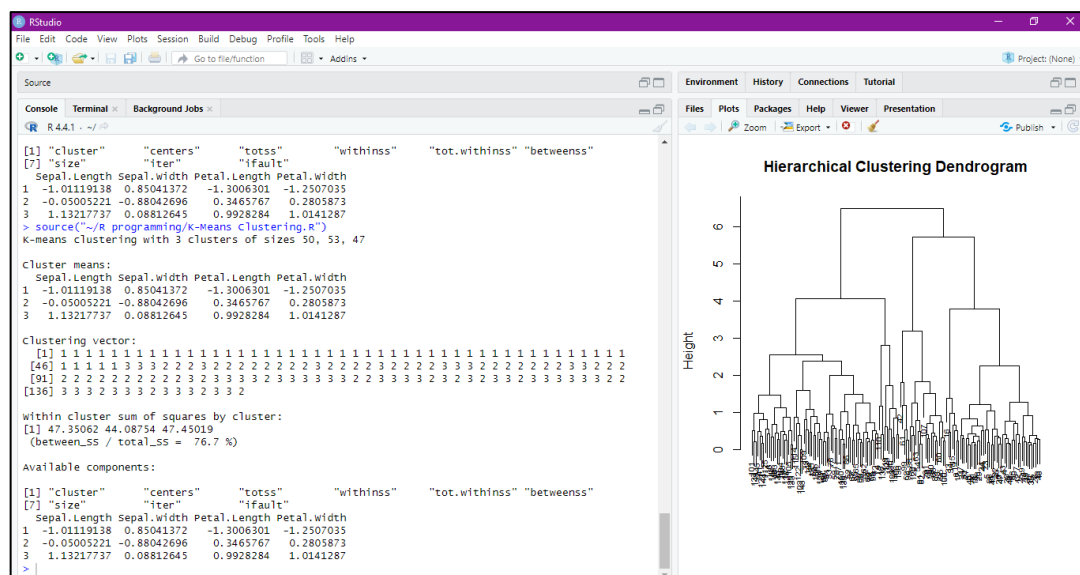 RStudio
File Edit Code View Plots Session Build Debug Profile Tools Help
Go to file/function
Addins
Project: (None)
Source
Console Terminal Background Jobs
R 4.4.1 · ~/
[1] "cluster" "centers" "totss" "withinss" "tot.withinss" "betweenss"
[7] "size" "iter" "ifault"
Sepal.Length Sepal.Width Petal.Length Petal.Width
1 -1.01119138 0.85041372 -1.3006301 -1.2507035
2 -0.05005221 -0.88042696 0.3465767 0.2805873
3 1.13217737 0.08812645 0.9928284 1.0141287
> source("~/R programming/K-Means Clustering.R")
K-means clustering with 3 clusters of sizes 50, 53, 47
Cluster means:
Sepal.Length Sepal.Width Petal.Length Petal.Width
1 -1.01119138 0.85041372 -1.3006301 -1.2507035
2 -0.05005221 -0.88042696 0.3465767 0.2805873
3 1.13217737 0.08812645 0.9928284 1.0141287
Clustering vector:
[1] 1 1 1 1 1 1 1 1 1 1 1 1 1 1 1 1 1 1 1 1 1 1 1 1 1 1 1 1 1 1 1 1 1 1 1 1 1 1 1 1 1 1 1 1 1
[46] 1 1 1 1 1 3 3 3 2 2 2 3 2 2 2 2 2 2 2 2 3 2 2 2 2 3 2 2 2 2 3 3 3 2 2 2 2 2 2 2 3 3 2 2 2
[91] 2 2 2 2 2 2 2 2 2 2 3 2 3 3 3 3 2 3 3 3 3 3 3 2 2 3 3 3 3 2 3 2 3 2 3 3 2 3 3 3 3 3 3 2 2
[136] 3 3 3 2 3 3 3 2 3 3 3 2 3 3 2
Within cluster sum of squares by cluster:
[1] 47.35062 44.08754 47.45019
(between_SS / total_SS = 76.7 %)
Available components:
[1] "cluster" "centers" "totss" "withinss" "tot.withinss" "betweenss"
[7] "size" "iter" "ifault"
Sepal.Length Sepal.Width Petal.Length Petal.Width
1 -1.01119138 0.85041372 -1.3006301 -1.2507035
2 -0.05005221 -0.88042696 0.3465767 0.2805873
3 1.13217737 0.08812645 0.9928284 1.0141287
>
Environment History Connections Tutorial
Files Plots Packages Help Viewer Presentation
Zoom Export Publish
Hierarchical Clustering Dendrogram
Height
6
5
4
3
2
1
0